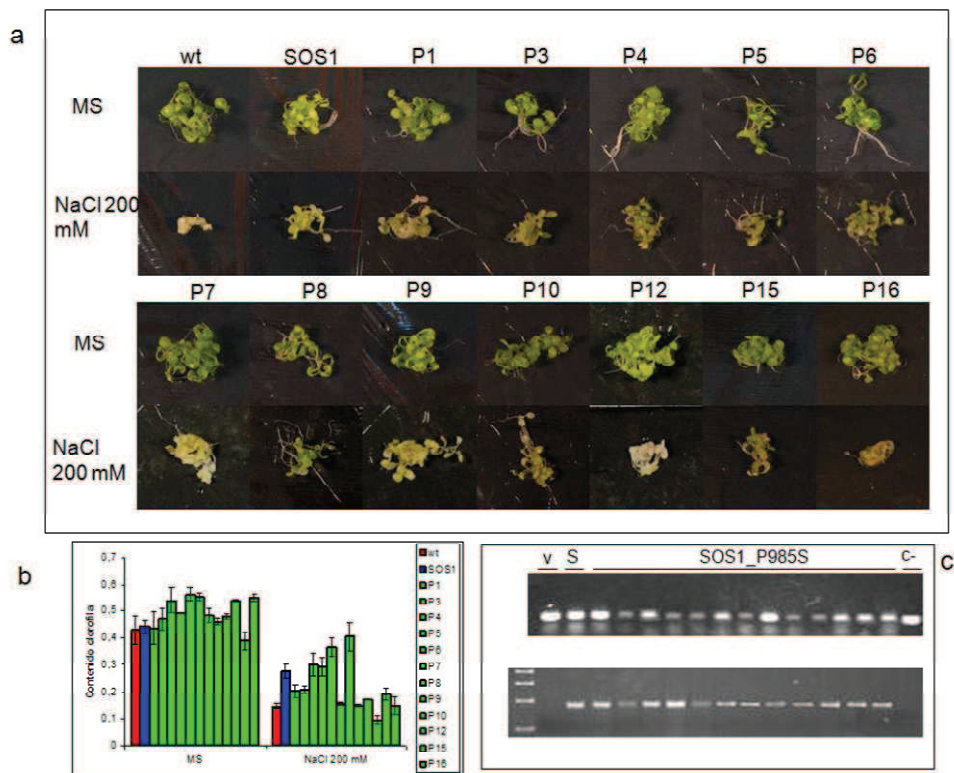 a
wt SOS1 P1 P3 P4 P5 P6
MS
NaCl 200
mM
P7 P8 P9 P10 P12 P15 P16
MS
NaCl
200 mM
b
Contenido clorofila
0,7
0,6
0,5
0,4
0,3
0,2
0,1
0
MS NaCl 200 mM
wt
SOS1
P1
P3
P4
P5
P6
P7
P8
P9
P10
P12
P15
P16
c
v S SOS1_P985S c-